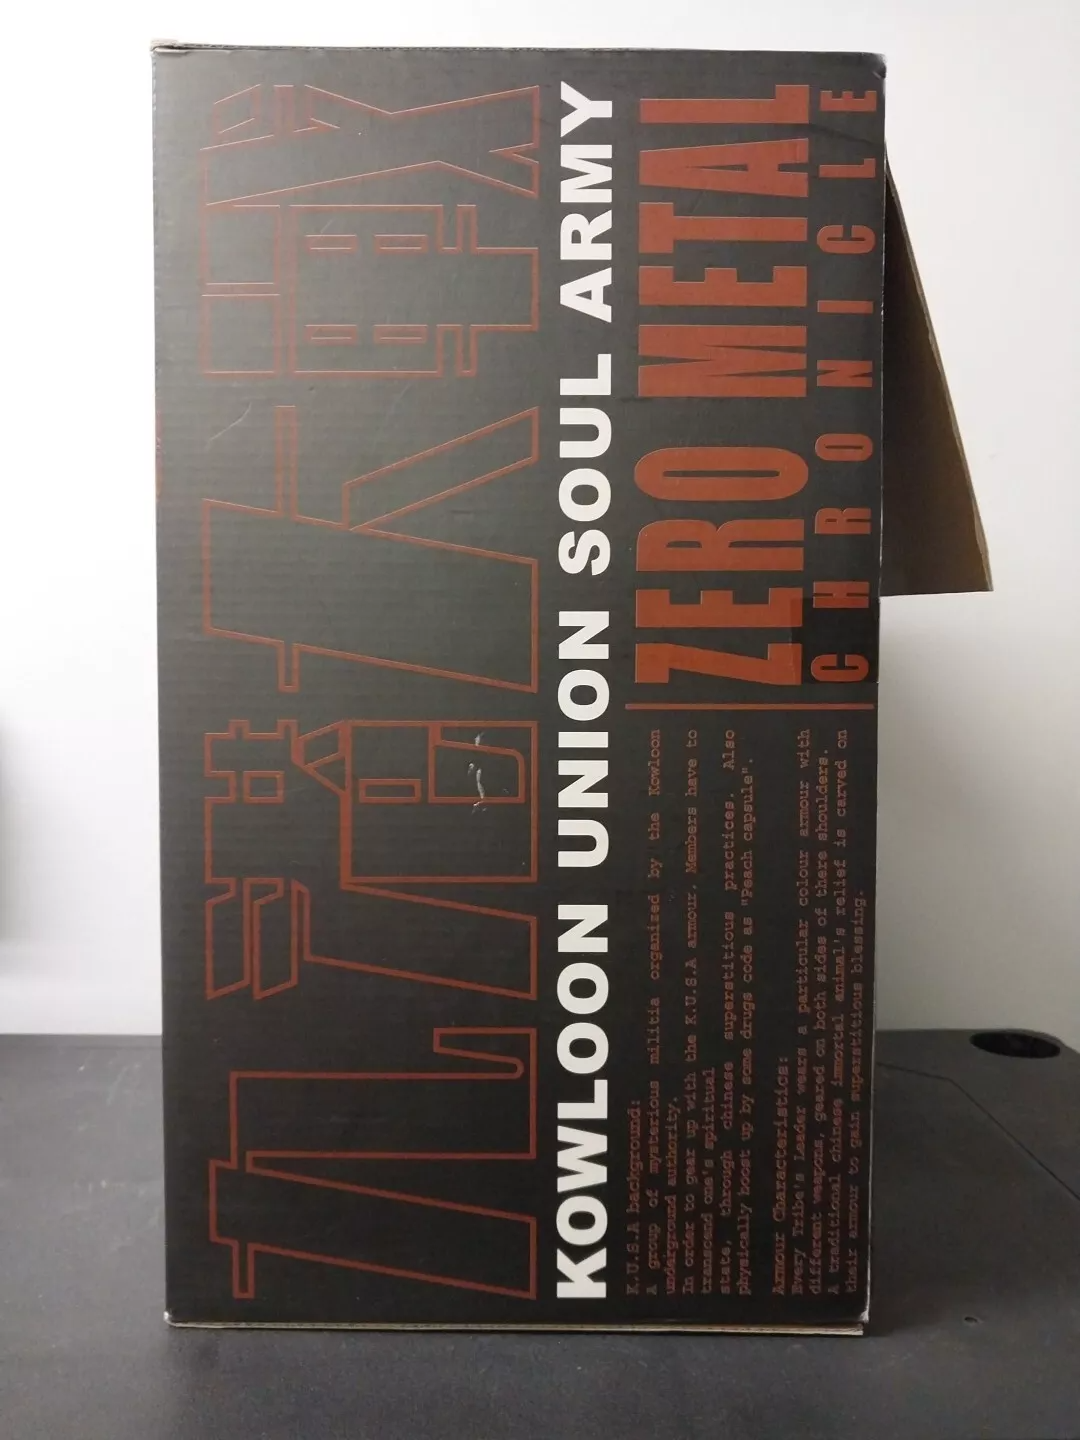 九港大戰
KOWLOON UNION SOUL ARMY
K.U.S.A background:
A group of mysterious militia organized by the Kowloon
underground authority.
In order to gear up with the K.U.S.A armour, Members have to
transcend one's spiritual
state, through chinese superstitious practices. Also
physically boost up by some drugs code as "Peach capsule".
Armour Characteristics:
Every Tribe's Leader wears a particular colour armour with
different weapons, geared on both sides of there shoulders.
A traditional chinese immortal animal's relief is carved on
their armour to gain superstitious blessing.
ZERO METAL
CHRONICLE